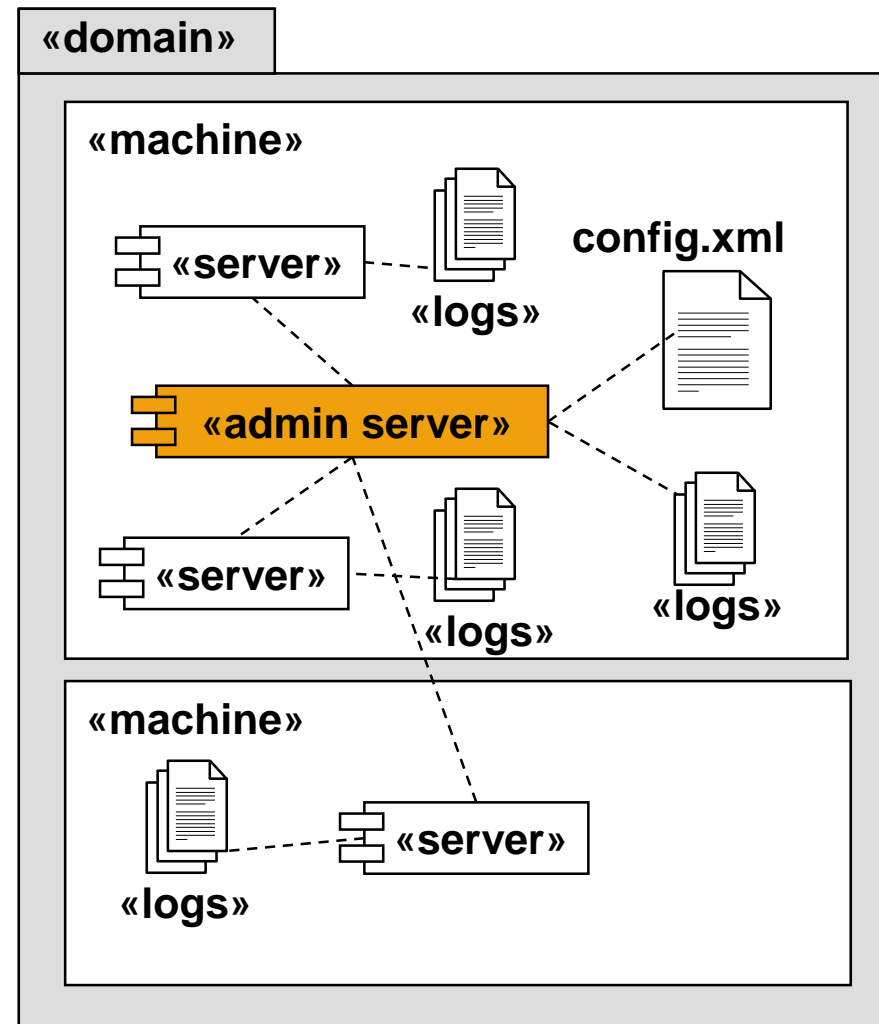 «domain»
«machine»
«server»
«logs»
config.xml
«admin server»
«server»
«logs»
«logs»
«machine»
«logs»
«server»